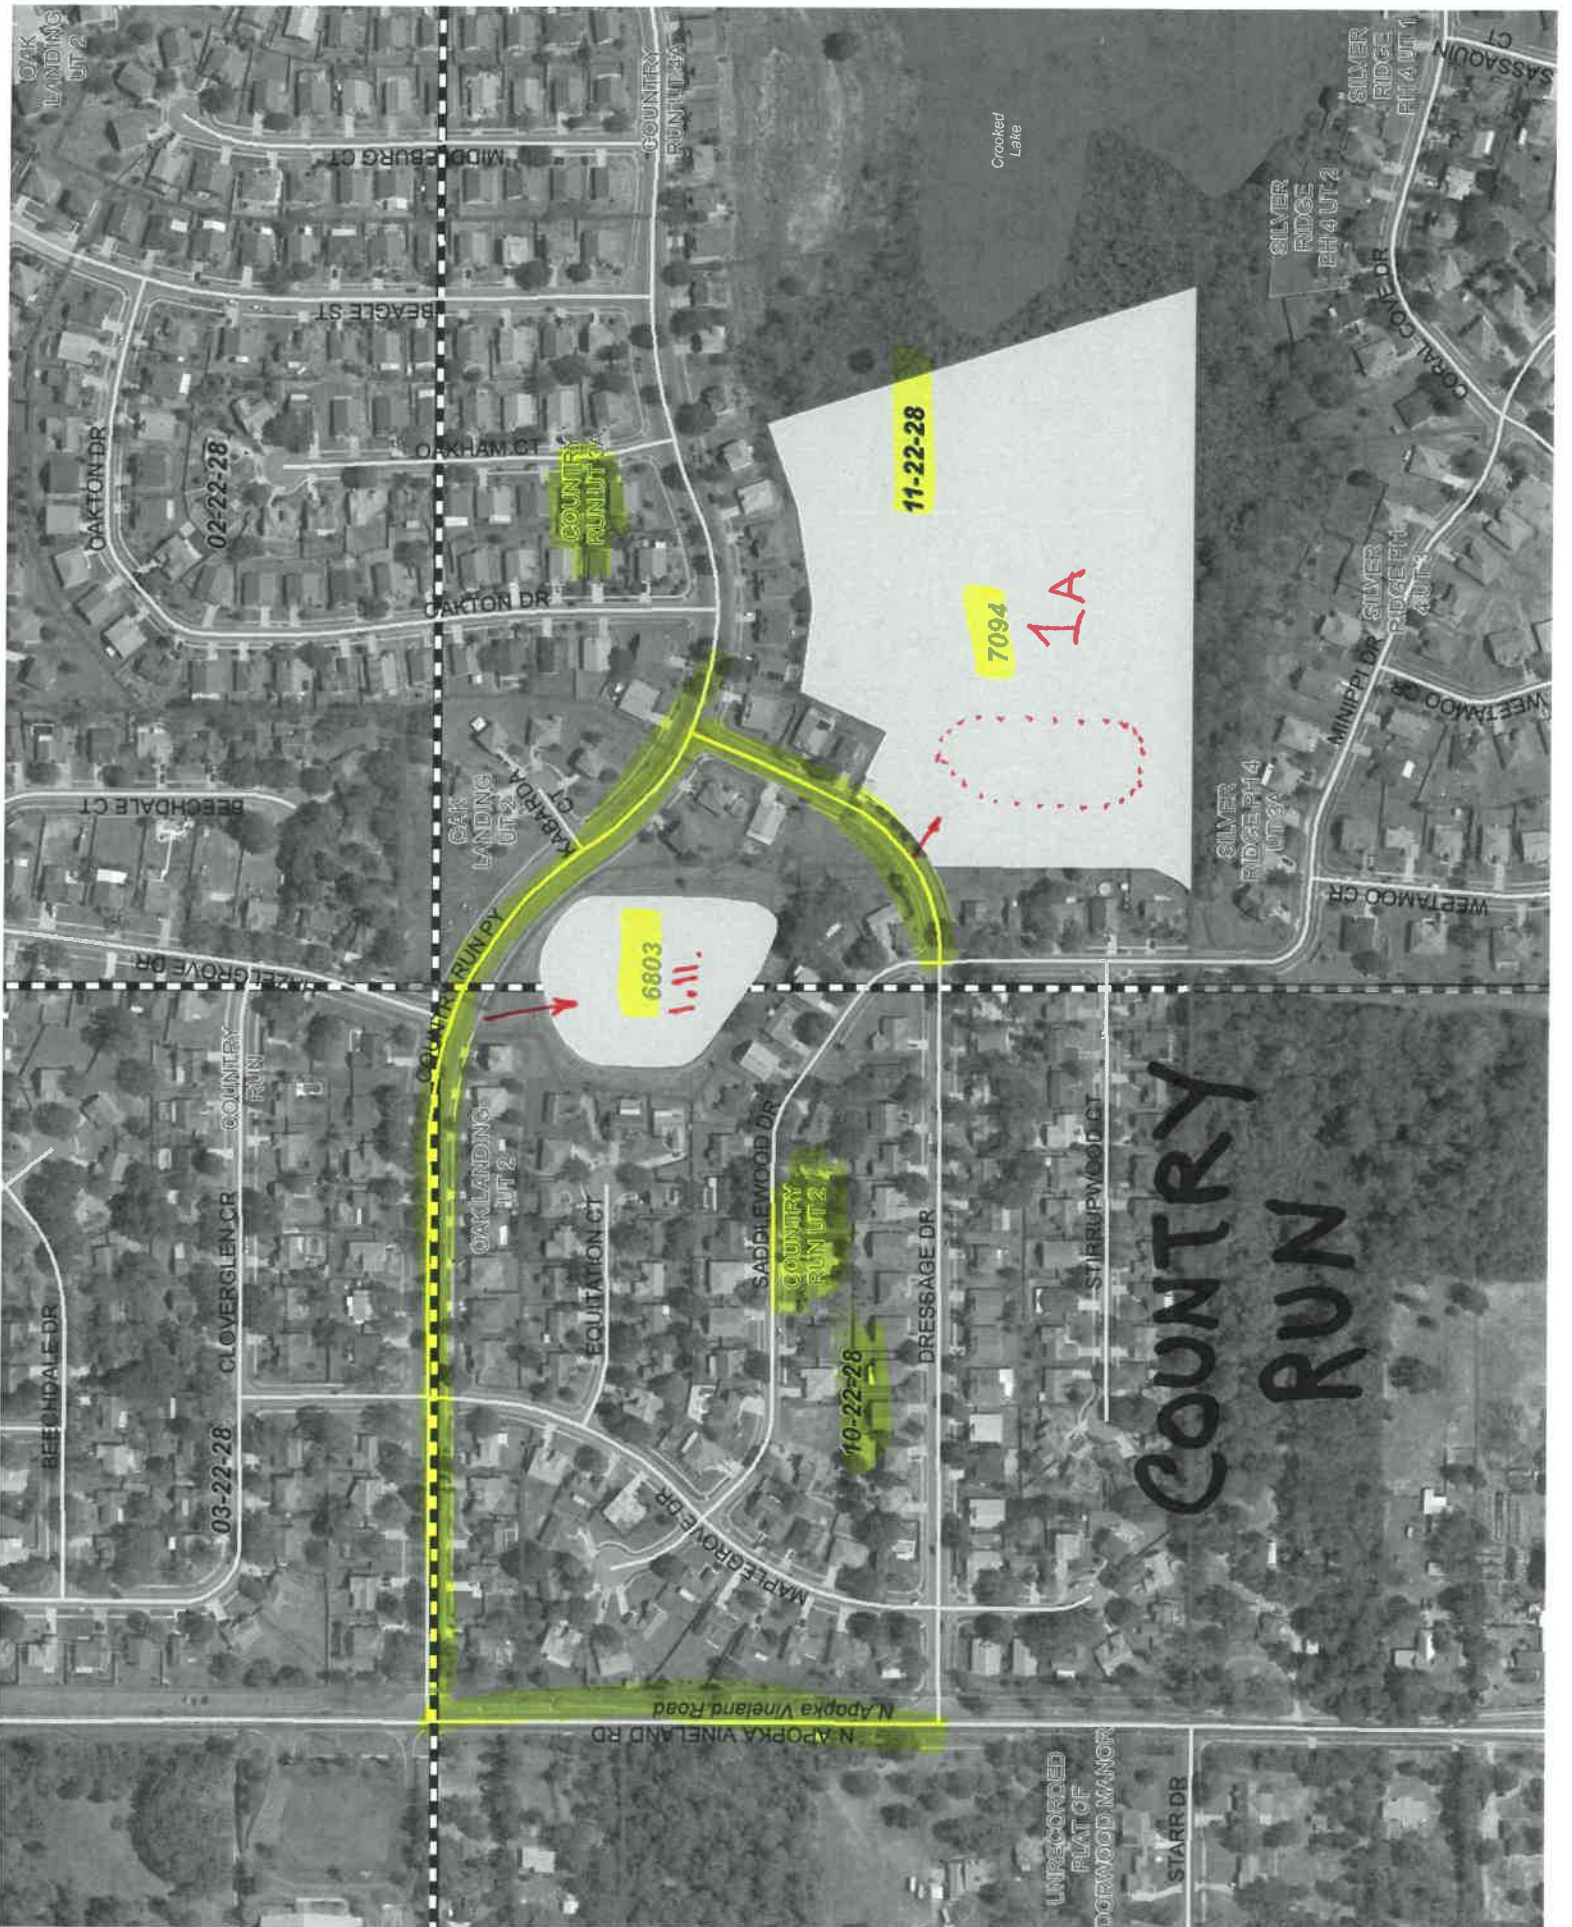 OAK
LANDING
UT 2
MIDDLEBURG CT
COUNTRY
RUN UT 4A
Crooked
Lake
SILVER
RIDGE
PH 4 UT 1
SASSAQUIN
CT
SILVER
RIDGE
PH 4 UT 2
BEAGLE ST
CORAL COVE DR
OAKTON DR
02-22-28
OAKHAM CT
COUNTRY
RUN UT 3A
11-22-28
OAKTON DR
7094
1A
SILVER
RIDGE PH
4 UT 3
MINIPPI DR
WEETAMOO CR
BEECHDALE CT
OAK
LANDING
UT 2
KABARDA
CT
SILVER
RIDGE PH 4
UT 3A
WEETAMOO CR
HAZELGROVE DR
COUNTRY RUN PY
6803
1.11.
COUNTRY
RUN
U
OAK LANDING
UT 2
CLOVERGLEN CR
EQUITATION CT
SADDLEWOOD DR
COUNTRY
RUN UT 2
DRESSAGE DR
STIRRUPWOOD CT
COUNTRY
RUN
BEECHDALE DR
03-22-28
10-22-28
MAPLEGROVE DR
N. Apopka Vineland Road
N APOPKA VINELAND RD
UNRECORDED
PLAT OF
DORWOOD MANOR
STARR DR